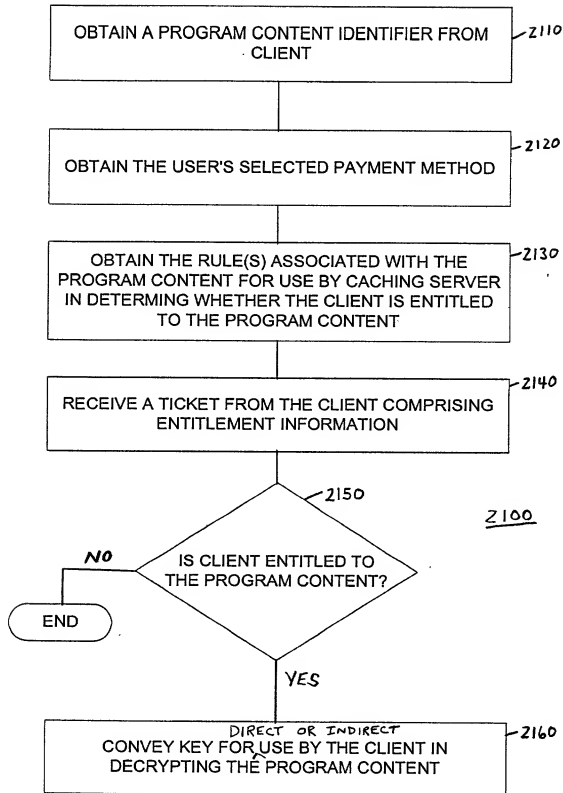 OBTAIN A PROGRAM CONTENT IDENTIFIER FROM
CLIENT
2110
OBTAIN THE USER'S SELECTED PAYMENT METHOD
2120
OBTAIN THE RULE(S) ASSOCIATED WITH THE
PROGRAM CONTENT FOR USE BY CACHING SERVER
IN DETERMING WHETHER THE CLIENT IS ENTITLED
TO THE PROGRAM CONTENT
2130
RECEIVE A TICKET FROM THE CLIENT COMPRISING
ENTITLEMENT INFORMATION
2140
2150
2100
IS CLIENT ENTITLED TO
THE PROGRAM CONTENT?
NO
END
YES
DIRECT OR INDIRECT
CONVEY KEY FOR USE BY THE CLIENT IN
DECRYPTING THE PROGRAM CONTENT
2160